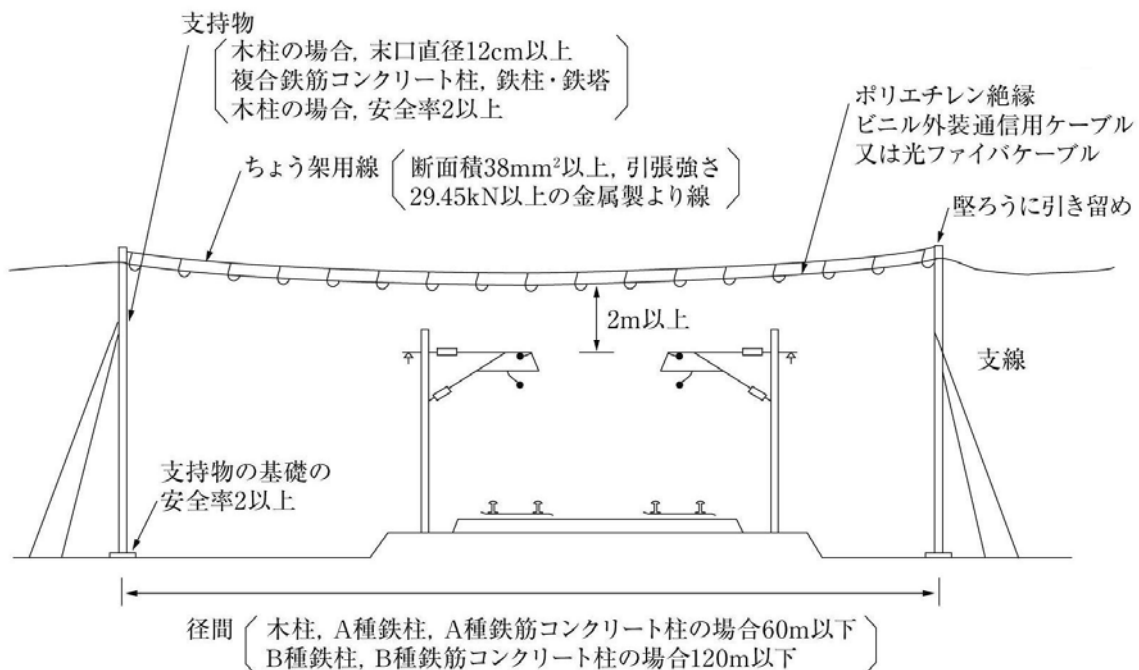 支持物
木柱の場合, 末口直径12cm以上
複合鉄筋コンクリート柱, 鉄柱・鉄塔
木柱の場合, 安全率2以上
ポリエチレン絶縁
ビニル外装通信用ケーブル
又は光ファイバケーブル
ちょう架用線
断面積38mm²以上, 引張強さ
29.45kN以上の金属製より線
堅ろうに引き留め
2m以上
支線
支持物の基礎の
安全率2以上
径間
木柱, A種鉄柱, A種鉄筋コンクリート柱の場合60m以下
B種鉄柱, B種鉄筋コンクリート柱の場合120m以下